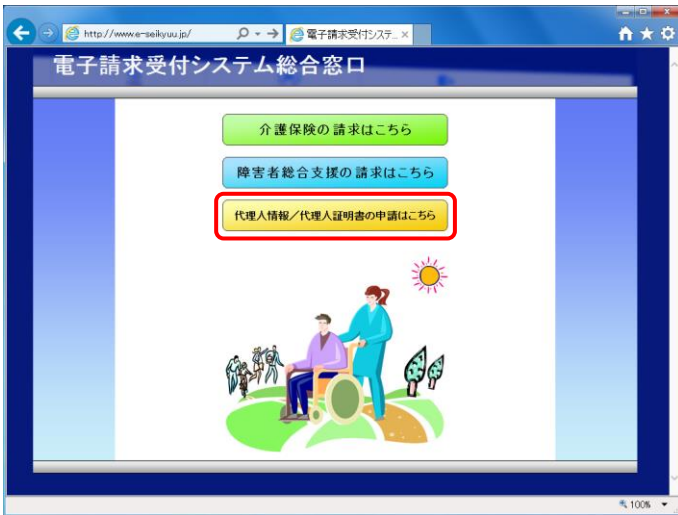 http://www.e-seikyuu.jp/
電子請求受付システ...
電子請求受付システム総合窓口
介護保険の請求はこちら
障害者総合支援の請求はこちら
代理人情報／代理人証明書の申請はこちら
100%